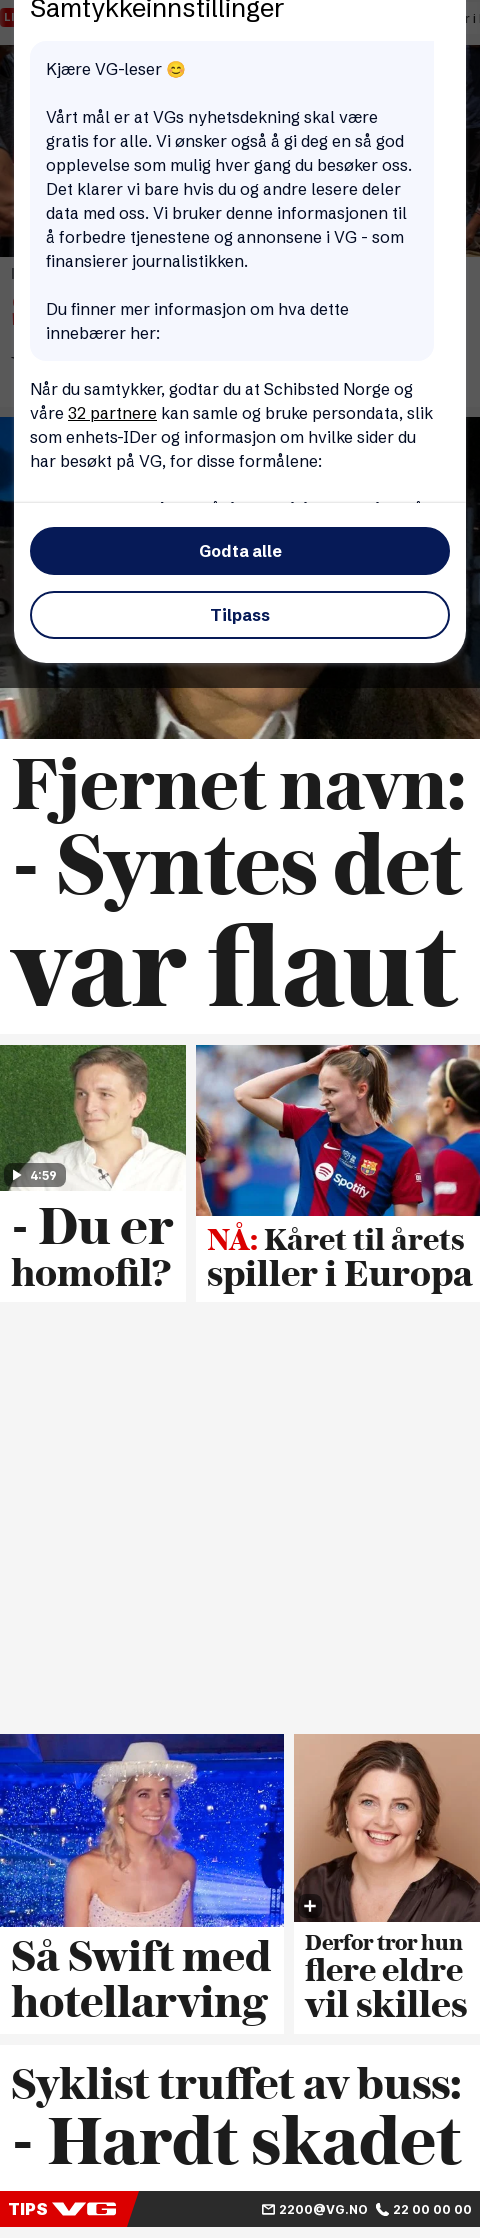 Samtykkeinnstillinger
Kjære VG-leser 😊
Vårt mål er at VGs nyhetsdekning skal være
gratis for alle. Vi ønsker også å gi deg en så god
opplevelse som mulig hver gang du besøker oss.
Det klarer vi bare hvis du og andre lesere deler
data med oss. Vi bruker denne informasjonen til
å forbedre tjenestene og annonsene i VG - som
finansierer journalistikken.
Du finner mer informasjon om hva dette
innebærer her:
Når du samtykker, godtar du at Schibsted Norge og
våre 32 partnere kan samle og bruke persondata, slik
som enhets-IDer og informasjon om hvilke sider du
har besøkt på VG, for disse formålene:
Godta alle
Tilpass
Fjernet navn:
- Syntes det
var flaut
4:59
- Du er
homofil?
Spotify
NÅ: Kåret til årets
spiller i Europa
Så Swift med
hotellarving
Derfor tror hun
flere eldre
vil skilles
Syklist truffet av buss:
- Hardt skadet
TIPS VG
2200@VG.NO
22 00 00 00